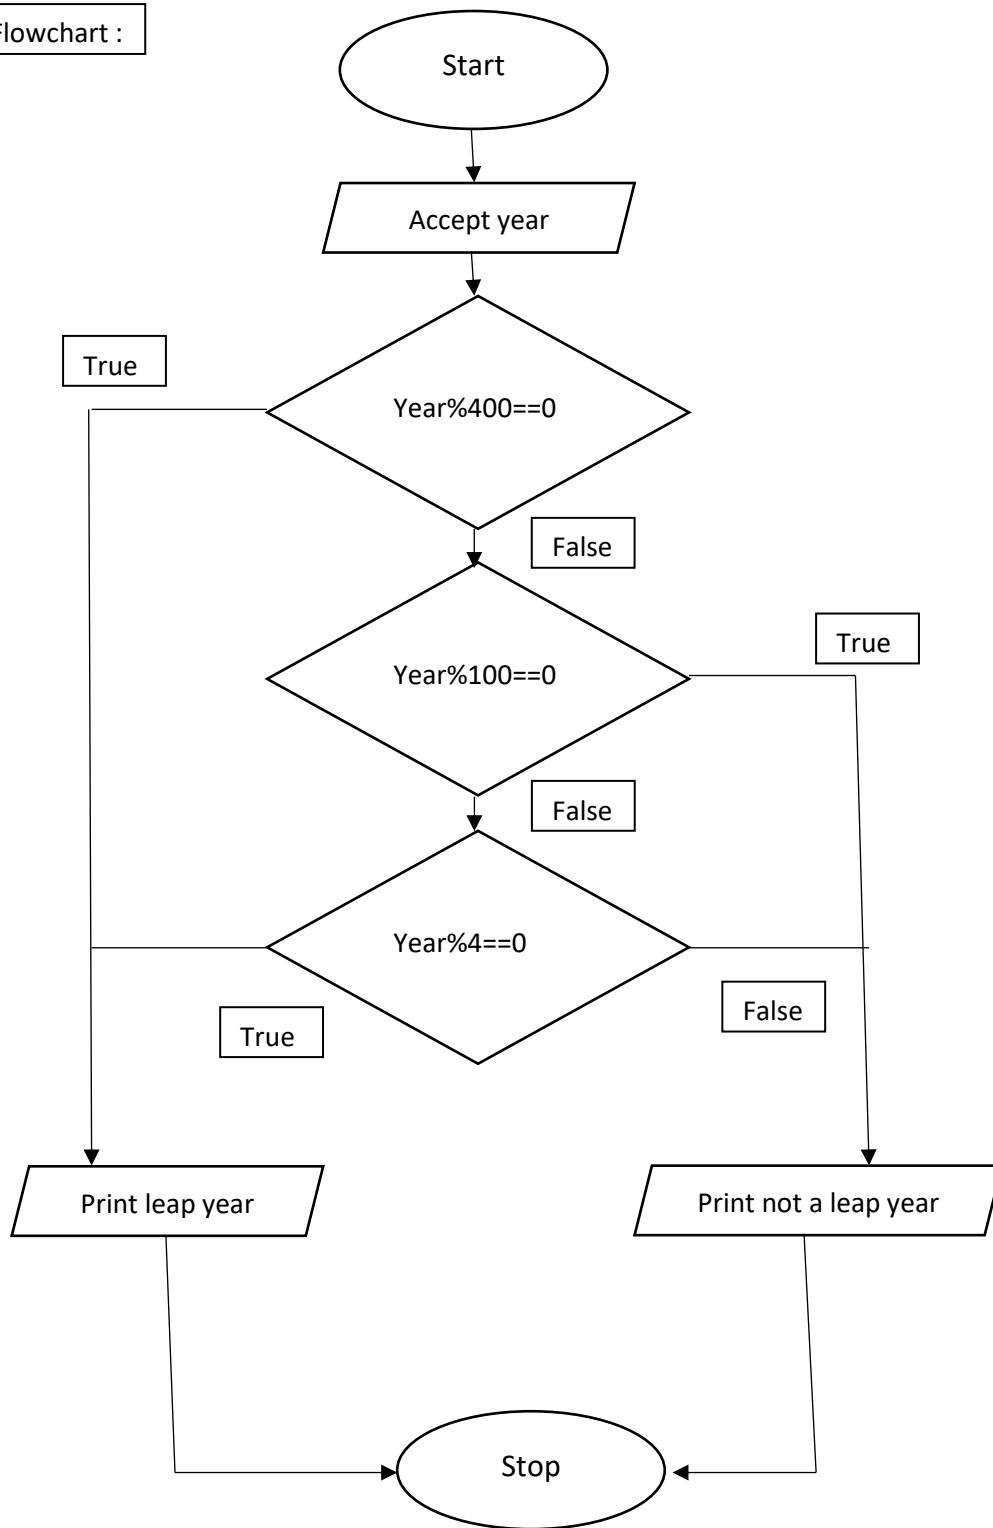 Flowchart :
Start
Accept year
True
Year%400==0
False
True
Year%100==0
False
Year%4==0
True
False
Print leap year
Print not a leap year
Stop